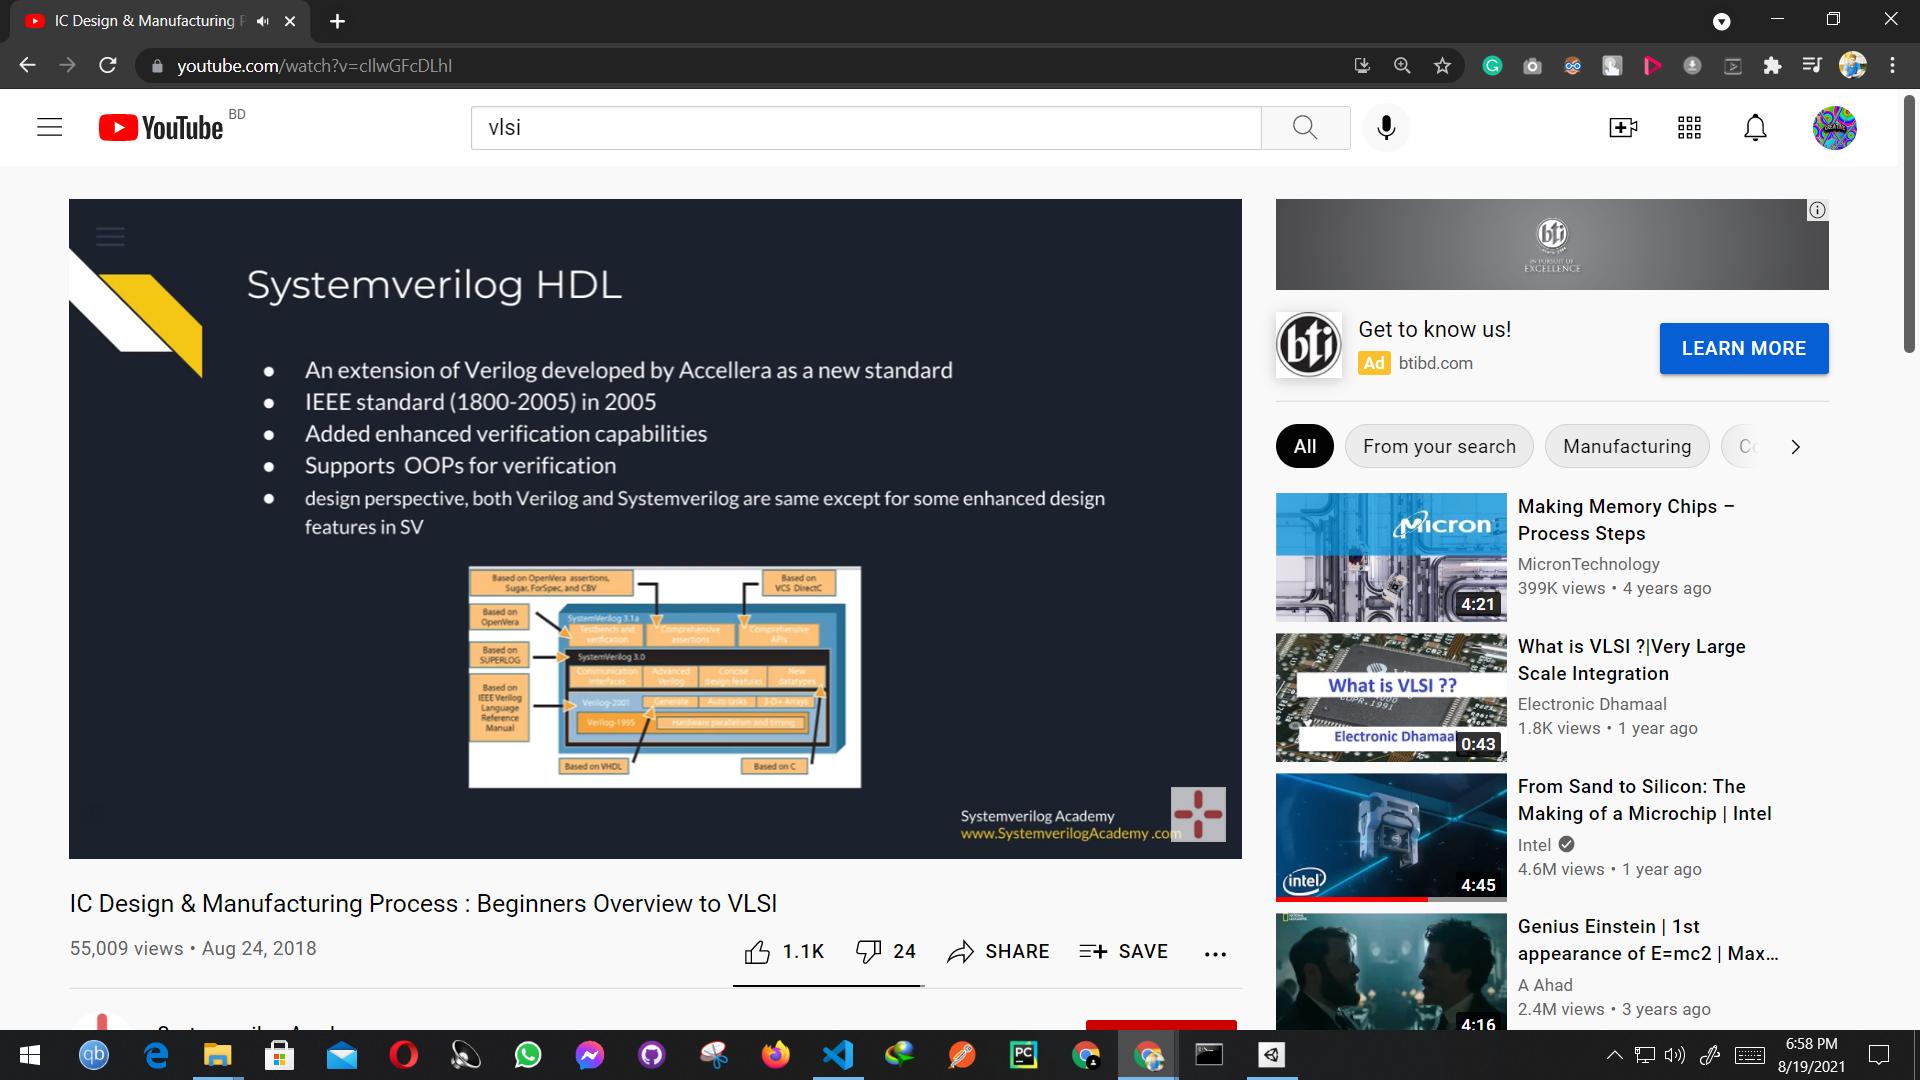 IC Design & Manufacturing P
youtube.com/watch?v=cIlwGFcDLhI
YouTube BD
vlsi
Systemverilog HDL
● An extension of Verilog developed by Accellera as a new standard
● IEEE standard (1800-2005) in 2005
● Added enhanced verification capabilities
● Supports OOPs for verification
● design perspective, both Verilog and Systemverilog are same except for some enhanced design
features in SV
Based on OpenVera assertions,
Sugar, ForSpec, and CBV
Based on
VCS DirectC
Based on
OpenVera
SystemVerilog 3.1a
Testbench and
verification
Comprehensive
assertions
Comprehensive
APIs
Based on
SUPERLOG
SystemVerilog 3.0
Communication
interfaces
Advanced
Verilog
Concise
design features
New
datatypes
Based on
IEEE Verilog
Language
Reference
Manual
Verilog-2001
Generate
Auto tasks
3-D+ Arrays
Verilog-1995
Hardware parallelism and timing
Based on VHDL
Based on C
Systemverilog Academy
www.SystemverilogAcademy.com
IC Design & Manufacturing Process : Beginners Overview to VLSI
55,009 views • Aug 24, 2018
1.1K 24 SHARE SAVE
bti
IN PURSUIT OF
EXCELLENCE
bti
Get to know us!
Ad btibd.com
LEARN MORE
All From your search Manufacturing
Micron
4:21
Making Memory Chips –
Process Steps
MicronTechnology
399K views • 4 years ago
What is VLSI ??
Electronic Dhamaal
0:43
What is VLSI ?|Very Large
Scale Integration
Electronic Dhamaal
1.8K views • 1 year ago
intel
4:45
From Sand to Silicon: The
Making of a Microchip | Intel
Intel
4.6M views • 1 year ago
4:16
Genius Einstein | 1st
appearance of E=mc2 | Max...
A Ahad
2.4M views • 3 years ago
qb
PC
6:58 PM
8/19/2021